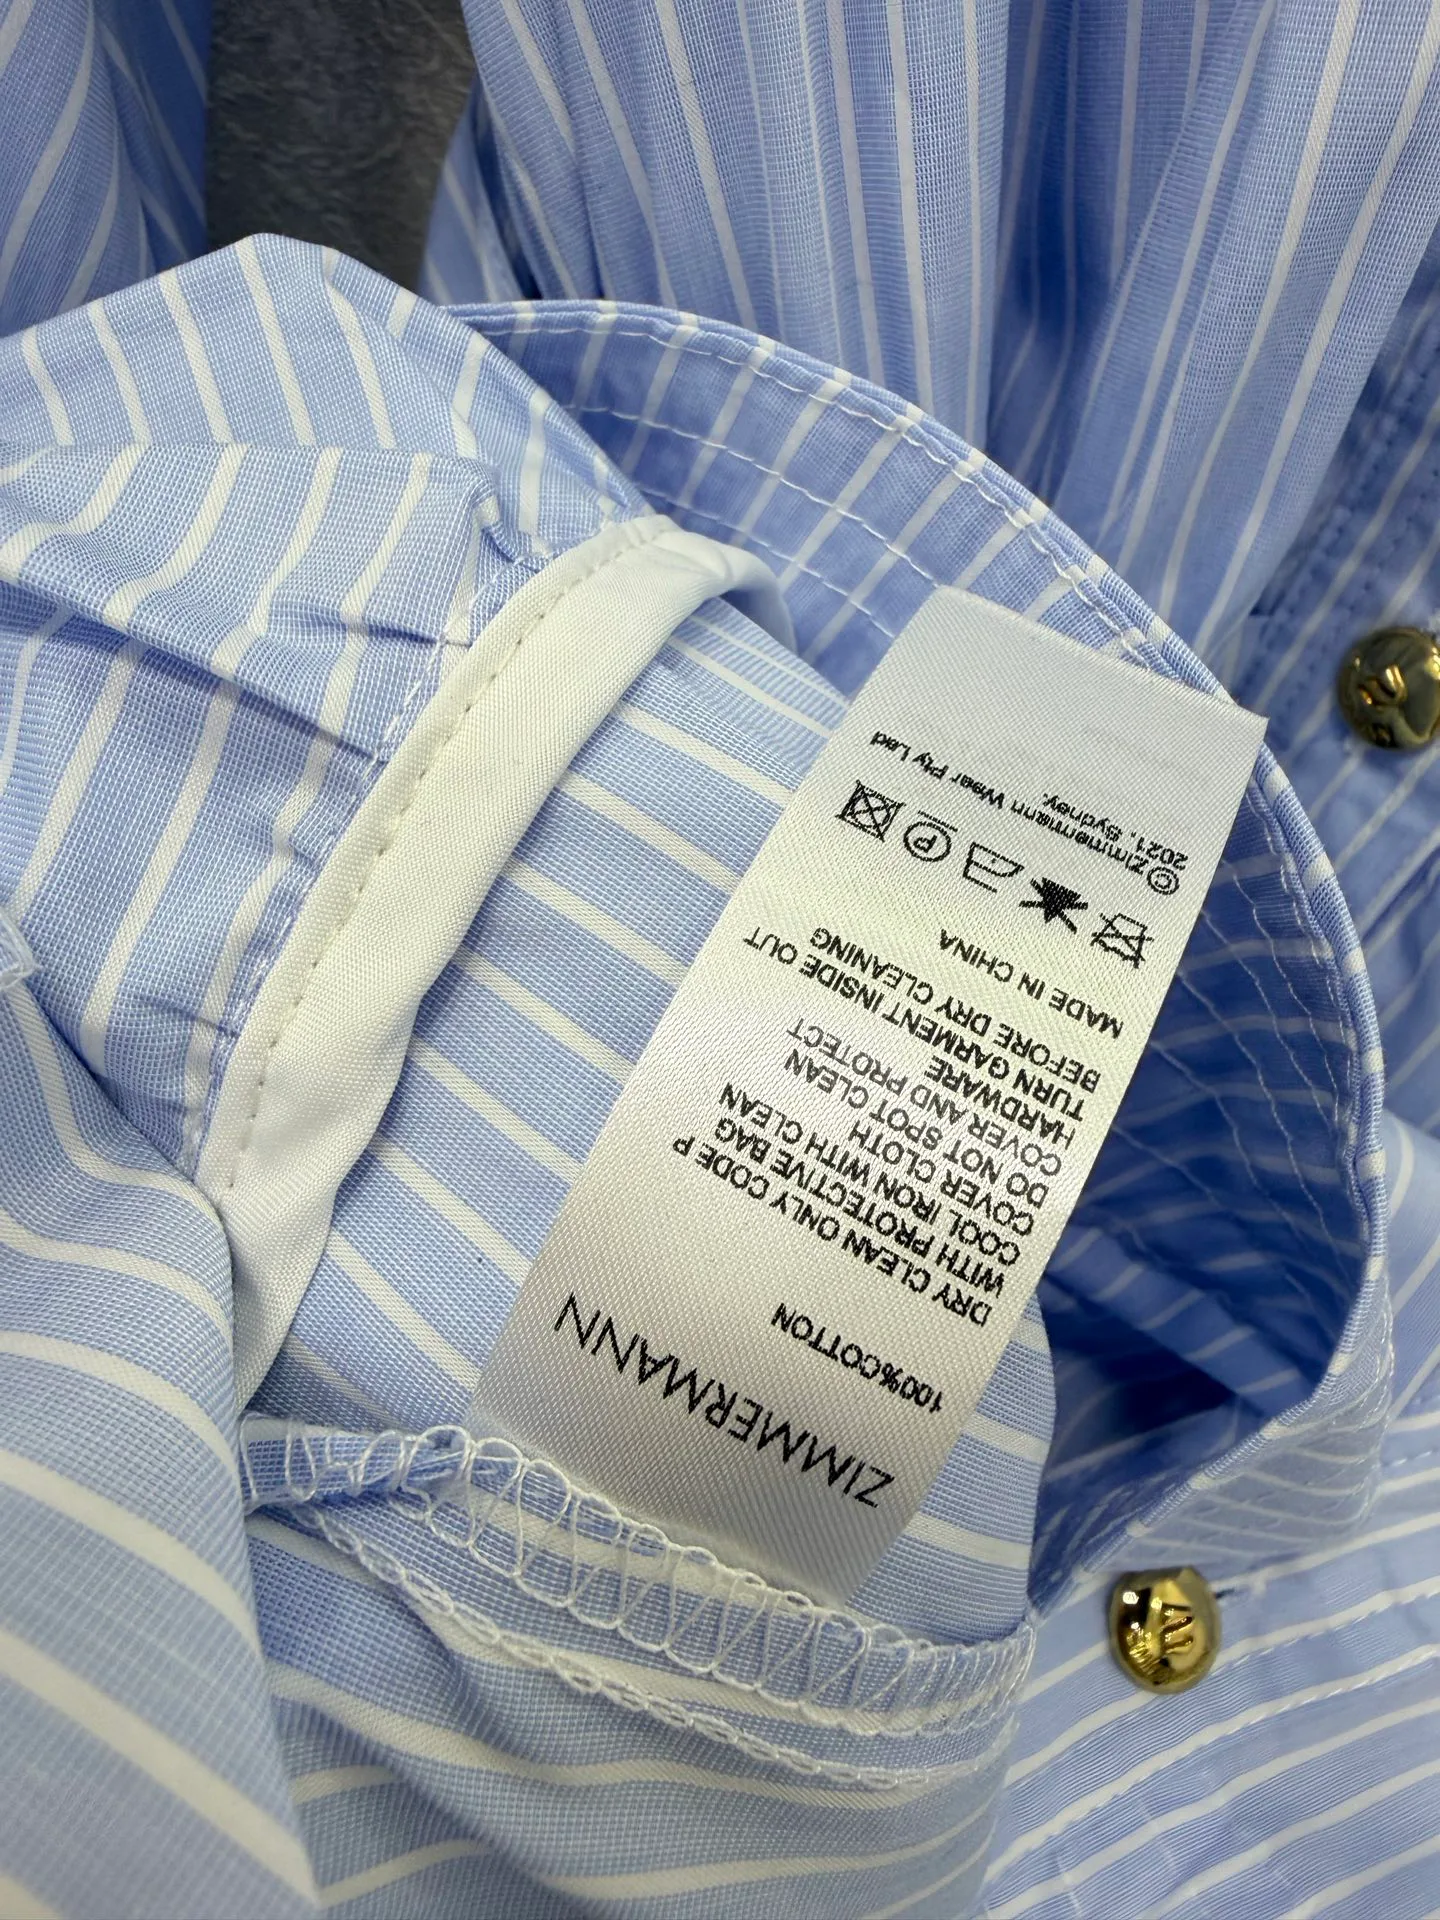 ZIMMERMANN
100%COTTON
DRY CLEAN ONLY CODE P
WITH PROTECTIVE BAG
COOL IRON WITH CLEAN
COVER CLOTH
DO NOT SPOT CLEAN
COVER AND PROTECT
HARDWARE
TURN GARMENT INSIDE OUT
BEFORE DRY CLEANING
MADE IN CHINA
P
©Zimmermann Wear Pty Lad
2021, Sydney.